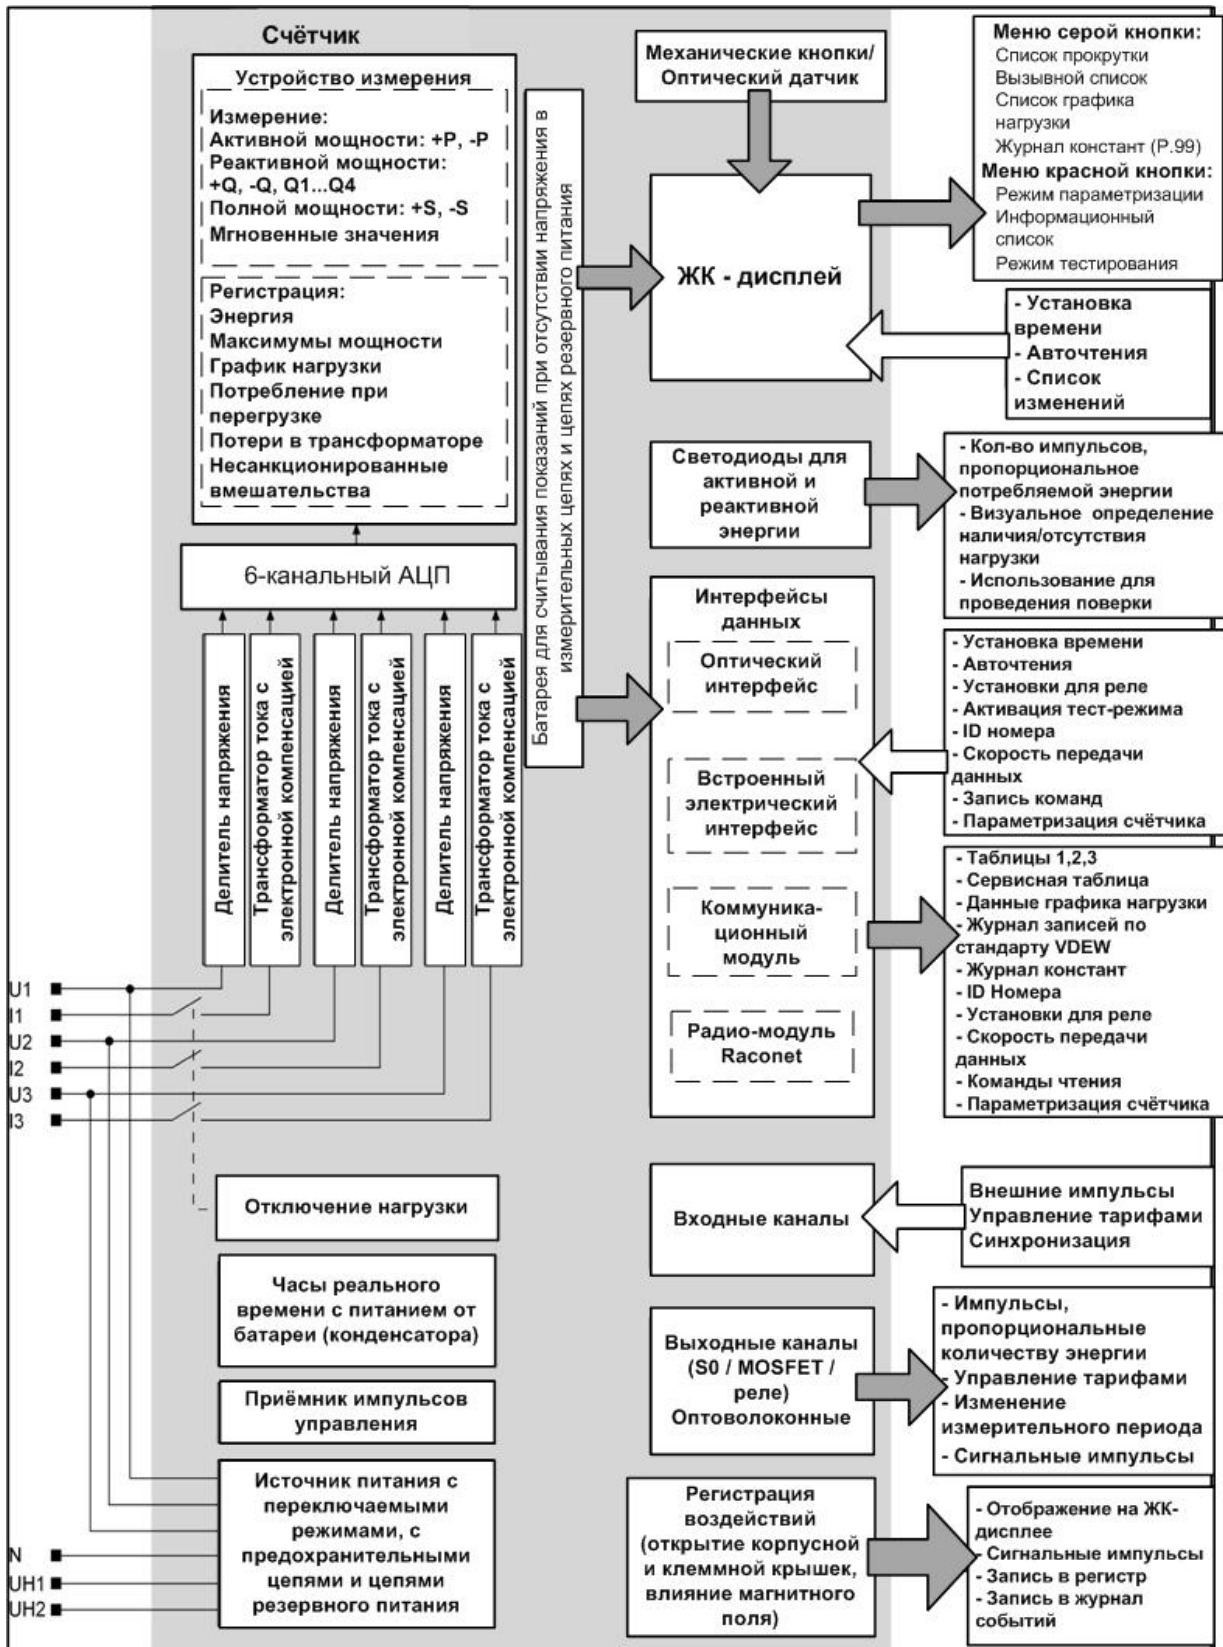 Счётчик
Устройство измерения
Измерение:
Активной мощности: +P, -P
Реактивной мощности:
+Q, -Q, Q1...Q4
Полной мощности: +S, -S
Мгновенные значения
Регистрация:
Энергия
Максимумы мощности
График нагрузки
Потребление при
перегрузке
Потери в трансформаторе
Несанкционированные
вмешательства
6-канальный АЦП
Делитель напряжения
Трансформатор тока с
электронной компенсацией
Делитель напряжения
Трансформатор тока с
электронной компенсацией
Делитель напряжения
Трансформатор тока с
электронной компенсацией
Батарея для считывания показаний при отсутствии напряжения в
измерительных цепях и цепях резервного питания
U1
I1
U2
I2
U3
I3
Отключение нагрузки
Часы реального
времени с питанием от
батареи (конденсатора)
Приёмник импульсов
управления
Источник питания с
переключаемыми
режимами, с
предохранительными
цепями и цепями
резервного питания
N
UH1
UH2
Механические кнопки/
Оптический датчик
ЖК - дисплей
Меню серой кнопки:
Список прокрутки
Вызывной список
Список графика
нагрузки
Журнал констант (P.99)
Меню красной кнопки:
Режим параметризации
Информационный
список
Режим тестирования
- Установка
времени
- Авточтения
- Список
изменений
Светодиоды для
активной и
реактивной
энергии
- Кол-во импульсов,
пропорциональное
потребляемой энергии
- Визуальное определение
наличия/отсутствия
нагрузки
- Использование для
проведения поверки
Интерфейсы
данных
Оптический
интерфейс
Встроенный
электрический
интерфейс
Коммуника-
ционный
модуль
Радио-модуль
Raconet
- Установка времени
- Авточтения
- Установки для реле
- Активация тест-режима
- ID номера
- Скорость передачи
данных
- Запись команд
- Параметризация счётчика
- Таблицы 1,2,3
- Сервисная таблица
- Данные графика нагрузки
- Журнал записей по
стандарту VDEW
- Журнал констант
- ID Номера
- Установки для реле
- Скорость передачи
данных
- Команды чтения
- Параметризация счётчика
Входные каналы
Внешние импульсы
Управление тарифами
Синхронизация
Выходные каналы
(S0 / MOSFET /
реле)
Оптоволоконные
- Импульсы,
пропорциональные
количеству энергии
- Управление тарифами
- Изменение
измерительного периода
- Сигнальные импульсы
Регистрация
воздействий
(открытие корпусной
и клеммной крышек,
влияние магнитного
поля)
- Отображение на ЖК-
дисплее
- Сигнальные импульсы
- Запись в регистр
- Запись в журнал
событий